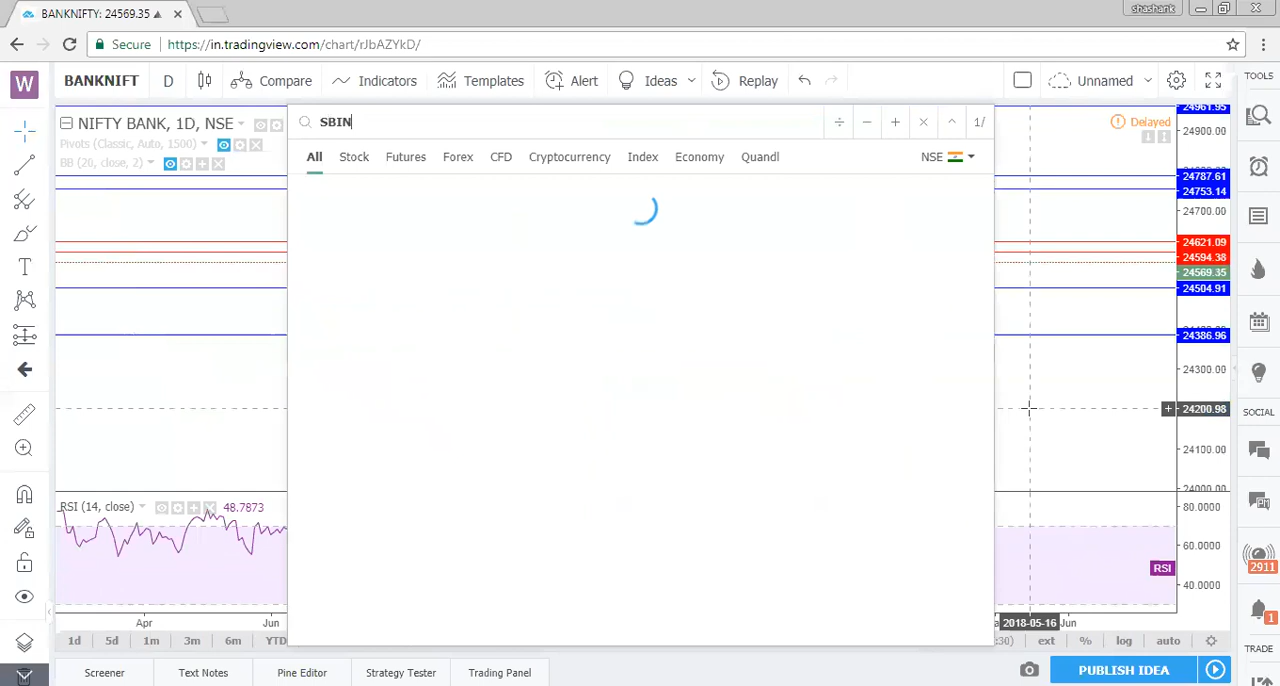 BANKNIFTY: 24569.35 ▲
shashank
Secure https://in.tradingview.com/chart/rJbAZYkD/
W BANKNIFT D Compare Indicators Templates Alert Ideas Replay Unnamed
TOOLS
SBIN
1/
All Stock Futures Forex CFD Cryptocurrency Index Economy Quandl NSE
NIFTY BANK, 1D, NSE
Pivots (Classic, Auto, 1500)
BB (20, close, 2)
Delayed
24961.95
24900.00
24787.61
24753.14
24700.00
24621.09
24594.38
24569.35
24504.91
24386.96
24300.00
24200.98
24100.00
24000.00
RSI (14, close) 48.7873
80.0000
60.0000
RSI
40.0000
Apr Jun 2018-05-16 Jun
1d 5d 1m 3m 6m YTD :30) ext % log auto
Screener Text Notes Pine Editor Strategy Tester Trading Panel
PUBLISH IDEA
SOCIAL
2911
1
TRADE